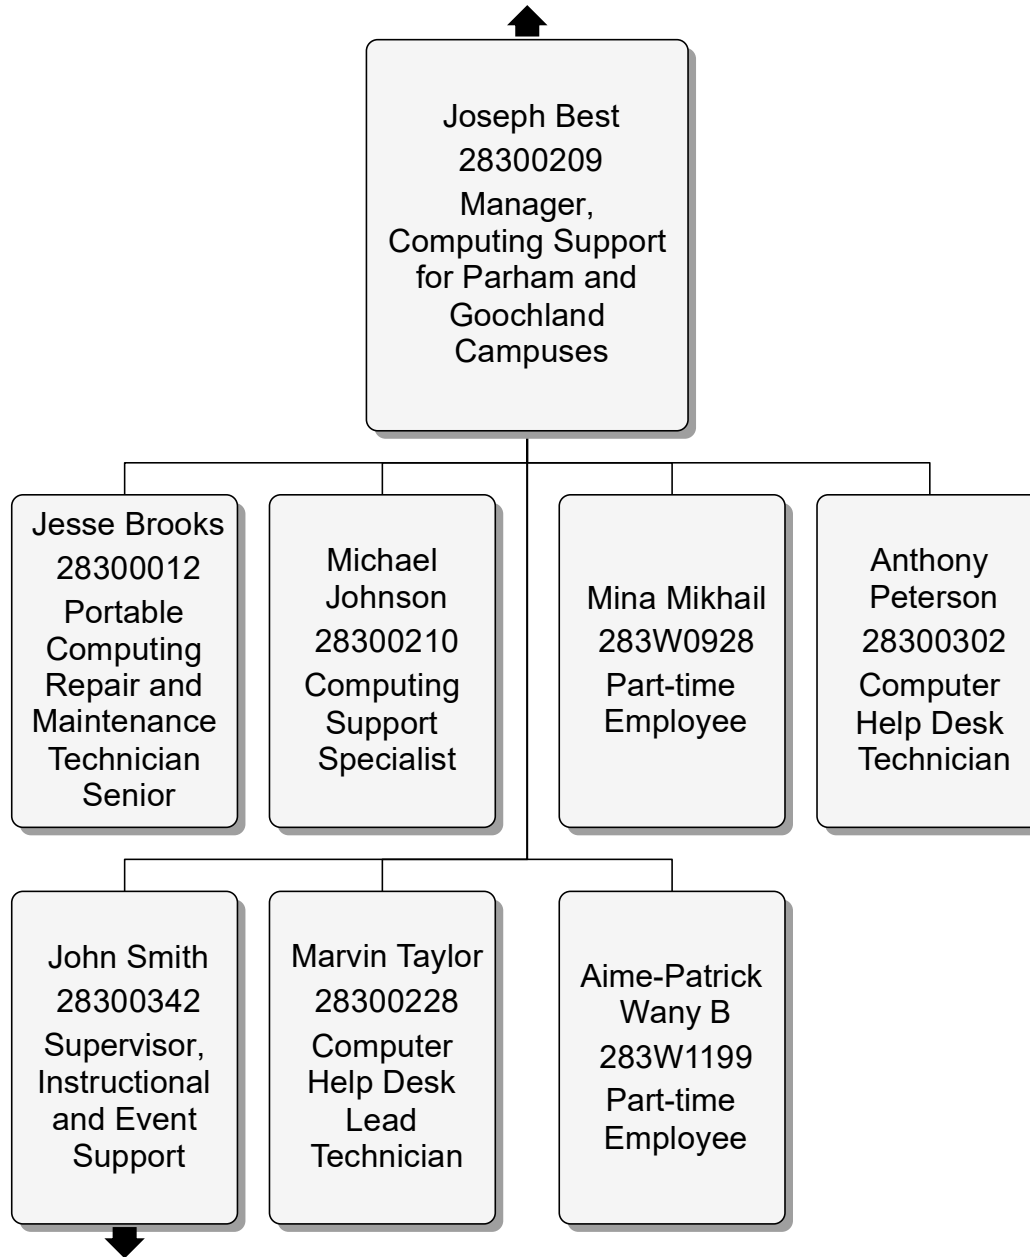 Joseph Best
28300209
Manager,
Computing Support
for Parham and
Goochland
Campuses
Jesse Brooks
28300012
Portable
Computing
Repair and
Maintenance
Technician
Senior
Michael
Johnson
28300210
Computing
Support
Specialist
Mina Mikhail
283W0928
Part-time
Employee
Anthony
Peterson
28300302
Computer
Help Desk
Technician
John Smith
28300342
Supervisor,
Instructional
and Event
Support
Marvin Taylor
28300228
Computer
Help Desk
Lead
Technician
Aime-Patrick
Wany B
283W1199
Part-time
Employee